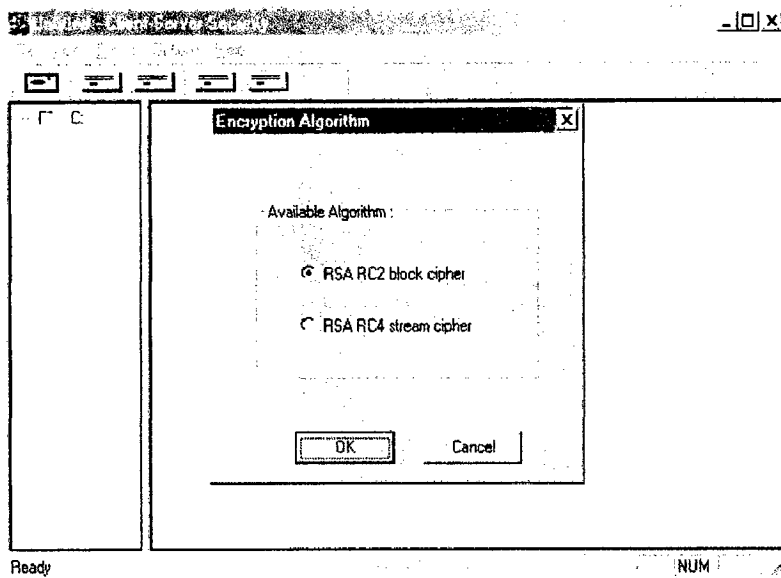 C:
Encryption Algorithm
Available Algorithm :
RSA RC2 block cipher
RSA RC4 stream cipher
OK
Cancel
Ready
NUM